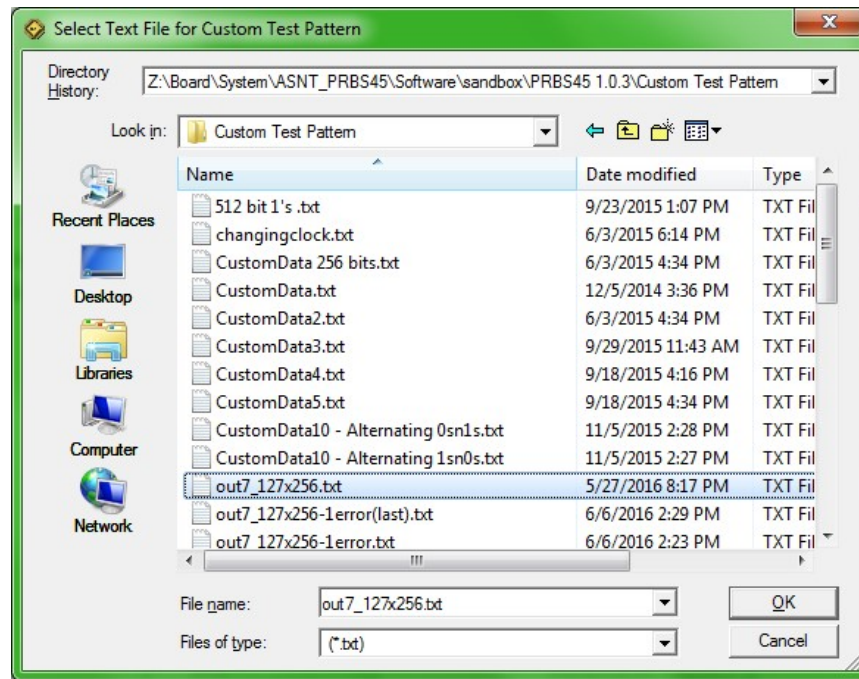 Select Text File for Custom Test Pattern
Directory History: Z:\Board\System\ASNT_PRBS45\Software\sandbox\PRBS45 1.0.3\Custom Test Pattern
Look in: Custom Test Pattern
Recent Places
Desktop
Libraries
Computer
Network
Name Date modified Type
512 bit 1's .txt 9/23/2015 1:07 PM TXT Fil
changingclock.txt 6/3/2015 6:14 PM TXT Fil
CustomData 256 bits.txt 6/3/2015 4:34 PM TXT Fil
CustomData.txt 12/5/2014 3:36 PM TXT Fil
CustomData2.txt 6/3/2015 4:34 PM TXT Fil
CustomData3.txt 9/29/2015 11:43 AM TXT Fil
CustomData4.txt 9/18/2015 4:16 PM TXT Fil
CustomData5.txt 9/18/2015 4:34 PM TXT Fil
CustomData10 - Alternating 0sn1s.txt 11/5/2015 2:28 PM TXT Fil
CustomData10 - Alternating 1sn0s.txt 11/5/2015 2:27 PM TXT Fil
out7_127x256.txt 5/27/2016 8:17 PM TXT Fil
out7_127x256-1error(last).txt 6/6/2016 2:29 PM TXT Fil
out7_127x256-1error.txt 6/6/2016 2:23 PM TXT Fil
File name: out7_127x256.txt OK
Files of type: (*.txt) Cancel